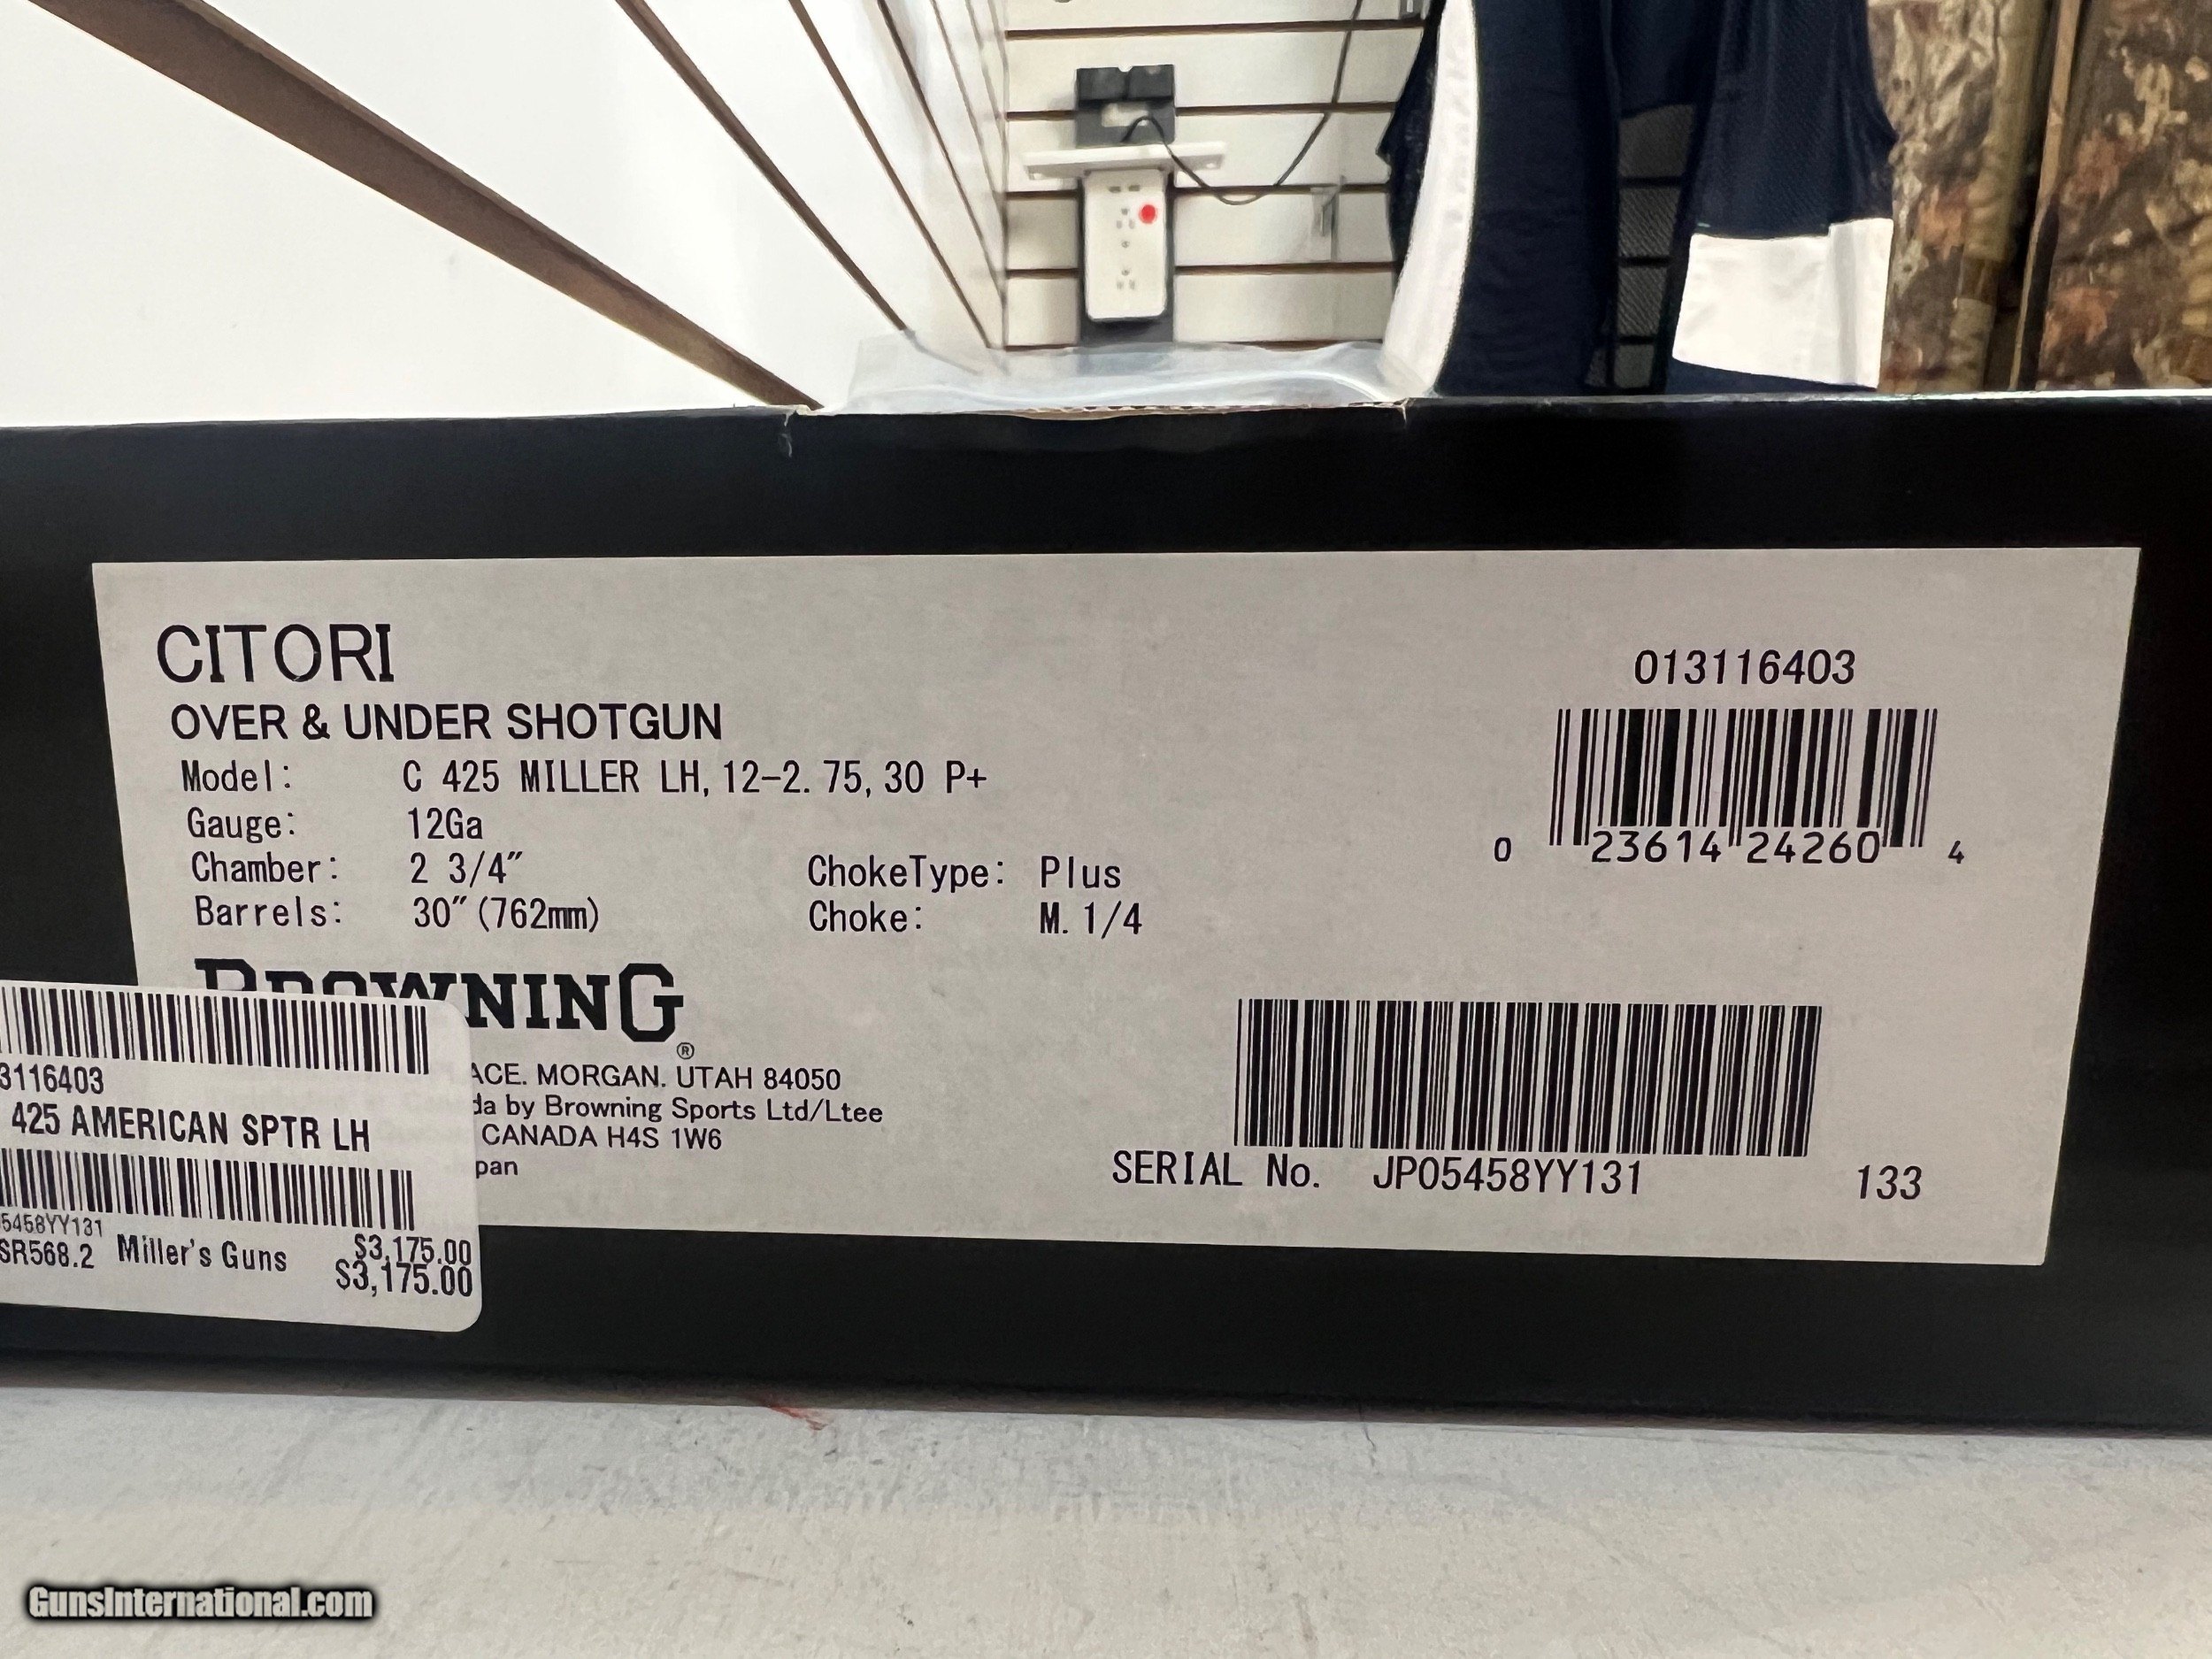 CITORI
OVER & UNDER SHOTGUN
Model: C 425 MILLER LH, 12-2.75, 30 P+
Gauge: 12Ga
Chamber: 2 3/4″ ChokeType: Plus
Barrels: 30″(762mm) Choke: M. 1/4
BROWNING®
ACE. MORGAN. UTAH 84050
da by Browning Sports Ltd/Ltee
CANADA H4S 1W6
pan
013116403
0 23614 24260 4
SERIAL No. JP05458YY131 133
3116403
425 AMERICAN SPTR LH
5458YY131
SR568.2 Miller's Guns $3,175.00
$3,175.00
GunsInternational.com